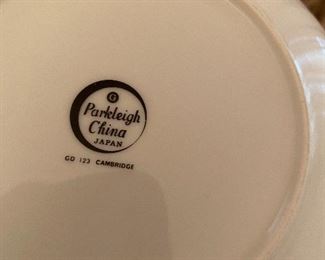 G
Parkleigh
China
JAPAN
GD 123 CAMBRIDGE